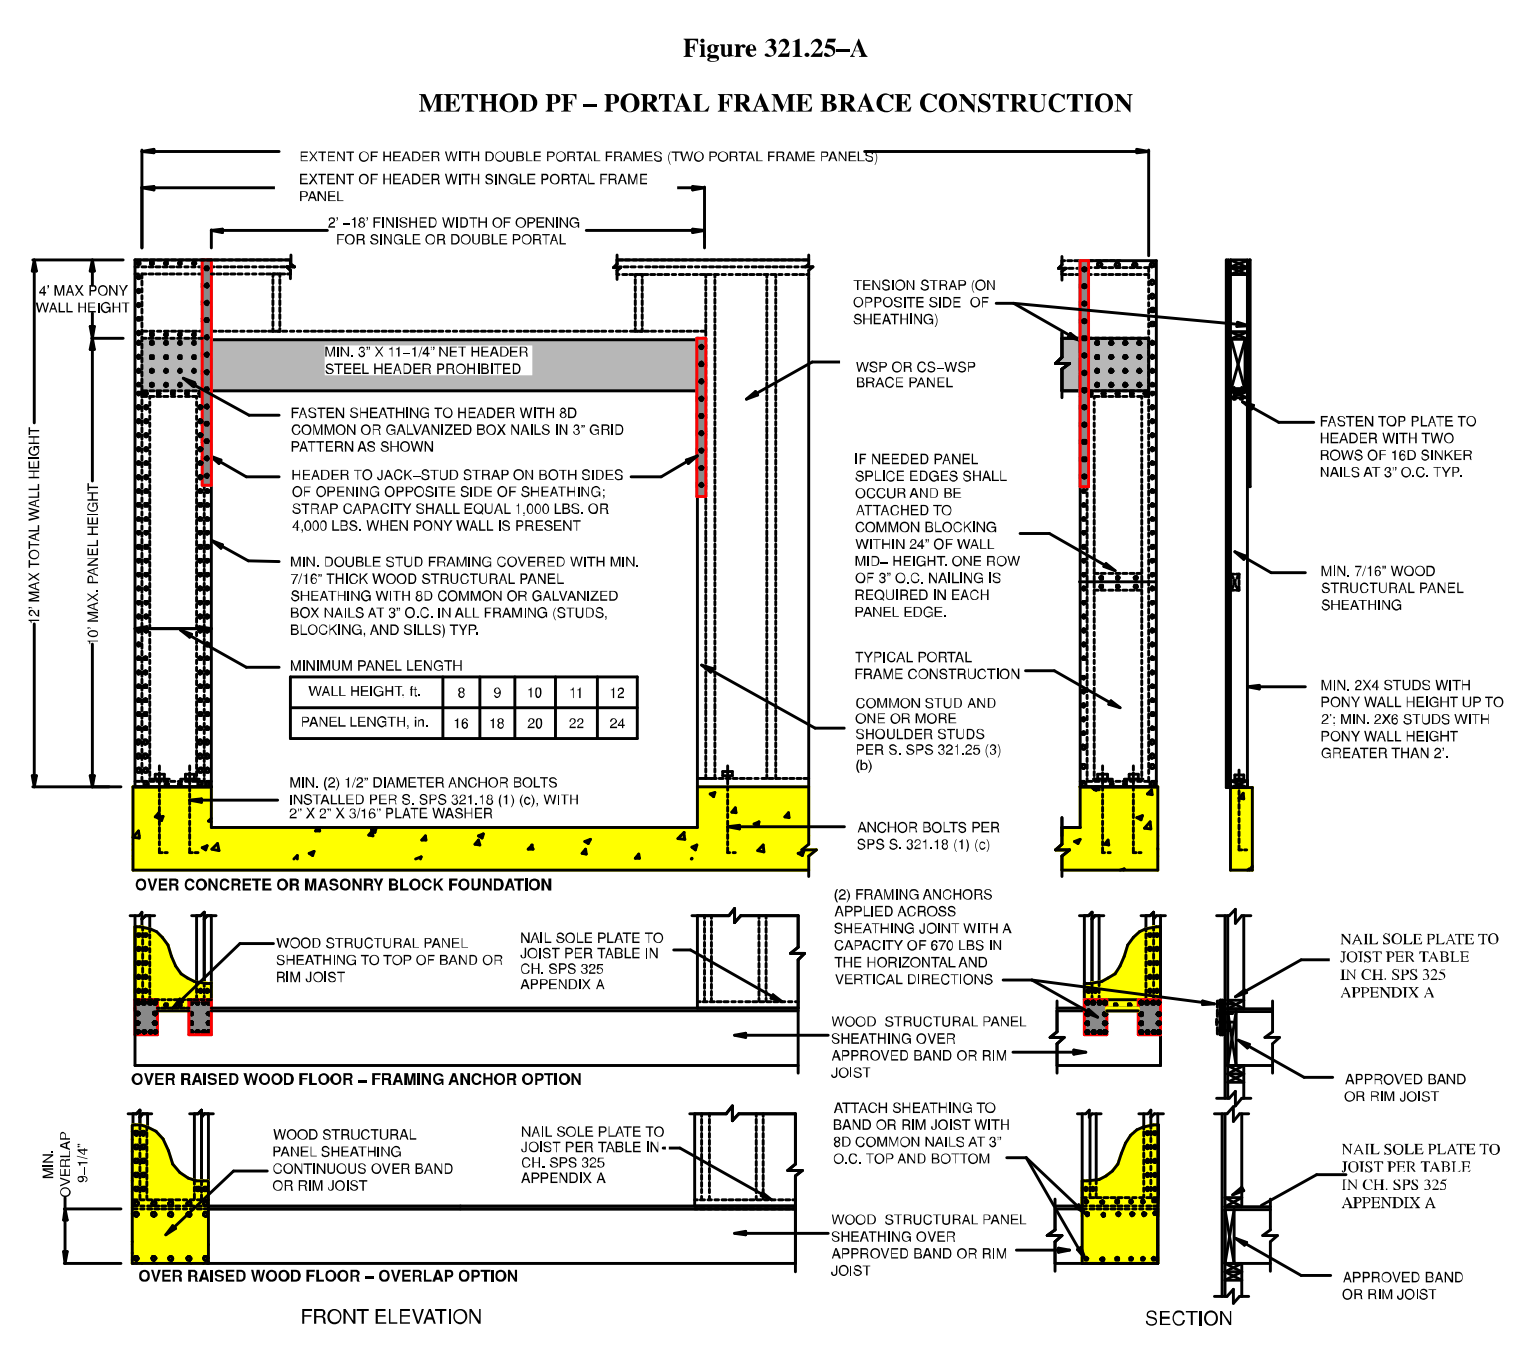 Figure 321.25–A
METHOD PF – PORTAL FRAME BRACE CONSTRUCTION
EXTENT OF HEADER WITH DOUBLE PORTAL FRAMES (TWO PORTAL FRAME PANELS)
EXTENT OF HEADER WITH SINGLE PORTAL FRAME
PANEL
2' –18' FINISHED WIDTH OF OPENING
FOR SINGLE OR DOUBLE PORTAL
4' MAX PONY
WALL HEIGHT
12' MAX TOTAL WALL HEIGHT
10' MAX. PANEL HEIGHT
MIN. 3" X 11–1/4" NET HEADER
STEEL HEADER PROHIBITED
FASTEN SHEATHING TO HEADER WITH 8D
COMMON OR GALVANIZED BOX NAILS IN 3" GRID
PATTERN AS SHOWN
HEADER TO JACK–STUD STRAP ON BOTH SIDES
OF OPENING OPPOSITE SIDE OF SHEATHING;
STRAP CAPACITY SHALL EQUAL 1,000 LBS. OR
4,000 LBS. WHEN PONY WALL IS PRESENT
MIN. DOUBLE STUD FRAMING COVERED WITH MIN.
7/16" THICK WOOD STRUCTURAL PANEL
SHEATHING WITH 8D COMMON OR GALVANIZED
BOX NAILS AT 3" O.C. IN ALL FRAMING (STUDS,
BLOCKING, AND SILLS) TYP.
MINIMUM PANEL LENGTH
WALL HEIGHT. ft. 8 9 10 11 12
PANEL LENGTH, in. 16 18 20 22 24
MIN. (2) 1/2" DIAMETER ANCHOR BOLTS
INSTALLED PER S. SPS 321.18 (1) (c), WITH
2" X 2" X 3/16" PLATE WASHER
OVER CONCRETE OR MASONRY BLOCK FOUNDATION
TENSION STRAP (ON
OPPOSITE SIDE OF
SHEATHING)
WSP OR CS–WSP
BRACE PANEL
IF NEEDED PANEL
SPLICE EDGES SHALL
OCCUR AND BE
ATTACHED TO
COMMON BLOCKING
WITHIN 24" OF WALL
MID– HEIGHT. ONE ROW
OF 3" O.C. NAILING IS
REQUIRED IN EACH
PANEL EDGE.
TYPICAL PORTAL
FRAME CONSTRUCTION
COMMON STUD AND
ONE OR MORE
SHOULDER STUDS
PER S. SPS 321.25 (3)
(b)
ANCHOR BOLTS PER
SPS S. 321.18 (1) (c)
FASTEN TOP PLATE TO
HEADER WITH TWO
ROWS OF 16D SINKER
NAILS AT 3" O.C. TYP.
MIN. 7/16" WOOD
STRUCTURAL PANEL
SHEATHING
MIN. 2X4 STUDS WITH
PONY WALL HEIGHT UP TO
2'; MIN. 2X6 STUDS WITH
PONY WALL HEIGHT
GREATER THAN 2'.
WOOD STRUCTURAL PANEL
SHEATHING TO TOP OF BAND OR
RIM JOIST
NAIL SOLE PLATE TO
JOIST PER TABLE IN
CH. SPS 325
APPENDIX A
(2) FRAMING ANCHORS
APPLIED ACROSS
SHEATHING JOINT WITH A
CAPACITY OF 670 LBS IN
THE HORIZONTAL AND
VERTICAL DIRECTIONS
WOOD STRUCTURAL PANEL
SHEATHING OVER
APPROVED BAND OR RIM
JOIST
NAIL SOLE PLATE TO
JOIST PER TABLE
IN CH. SPS 325
APPENDIX A
APPROVED BAND
OR RIM JOIST
OVER RAISED WOOD FLOOR – FRAMING ANCHOR OPTION
MIN.
OVERLAP
9–1/4"
WOOD STRUCTURAL
PANEL SHEATHING
CONTINUOUS OVER BAND
OR RIM JOIST
NAIL SOLE PLATE TO
JOIST PER TABLE IN
CH. SPS 325
APPENDIX A
ATTACH SHEATHING TO
BAND OR RIM JOIST WITH
8D COMMON NAILS AT 3"
O.C. TOP AND BOTTOM
WOOD STRUCTURAL PANEL
SHEATHING OVER
APPROVED BAND OR RIM
JOIST
NAIL SOLE PLATE TO
JOIST PER TABLE
IN CH. SPS 325
APPENDIX A
APPROVED BAND
OR RIM JOIST
OVER RAISED WOOD FLOOR – OVERLAP OPTION
FRONT ELEVATION
SECTION